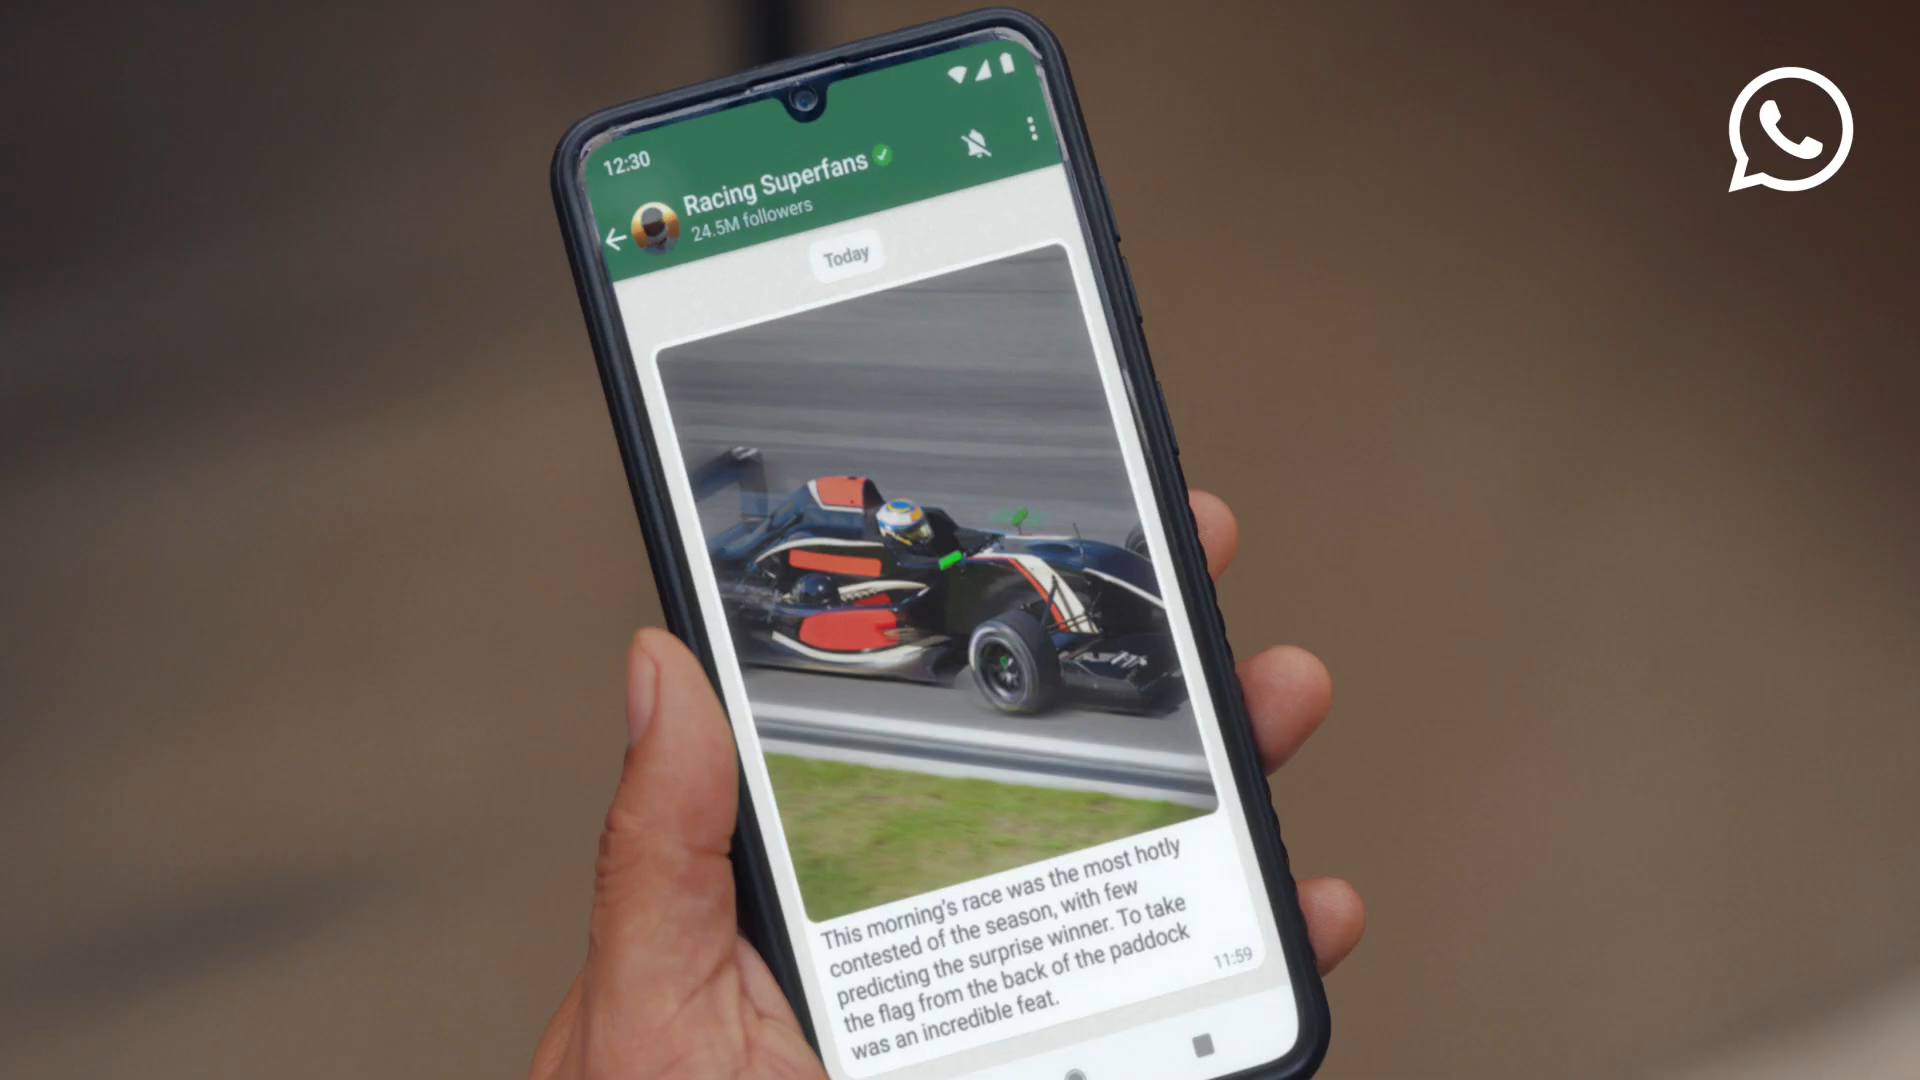 12:30
Racing Superfans
24.5M followers
Today
This morning's race was the most hotly
contested of the season, with few
predicting the surprise winner. To take
the flag from the back of the paddock
was an incredible feat.
11:59